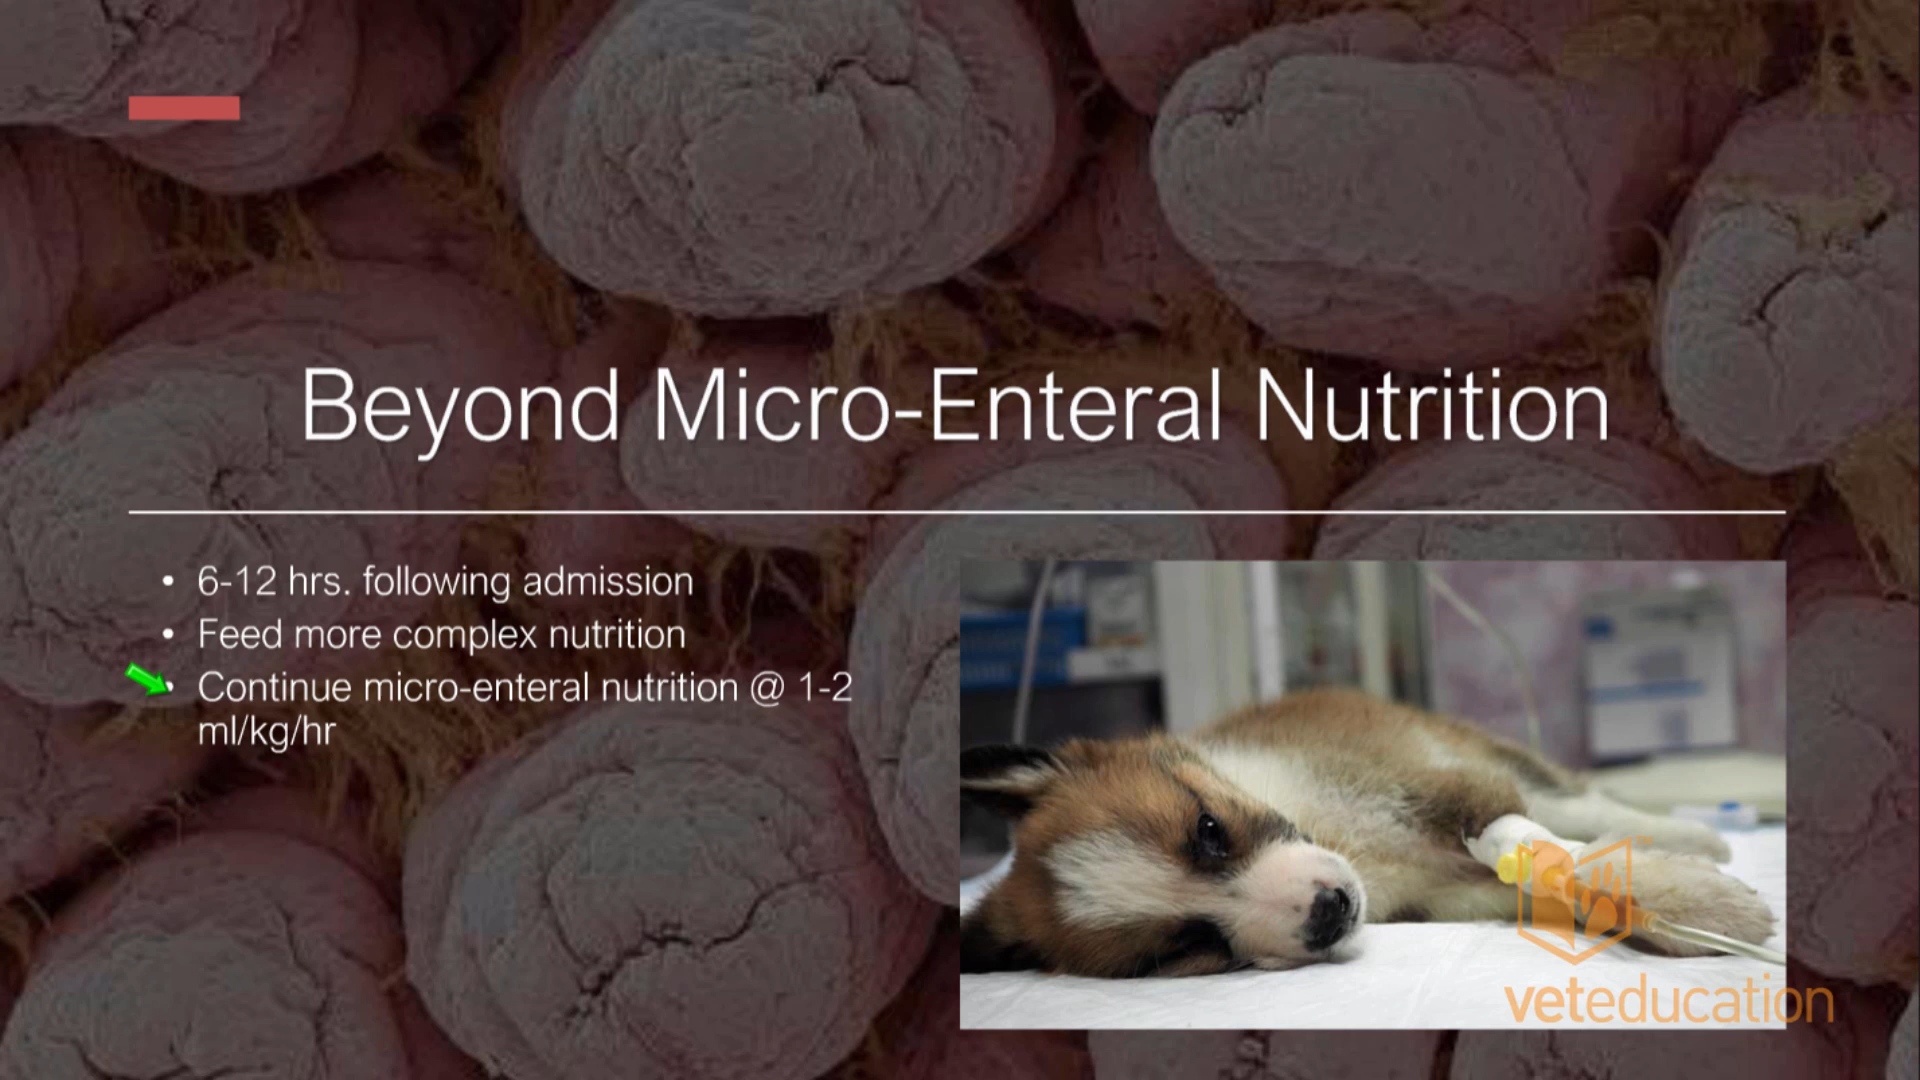 Beyond Micro-Enteral Nutrition
• 6-12 hrs. following admission
• Feed more complex nutrition
• Continue micro-enteral nutrition @ 1-2
ml/kg/hr
veteducation